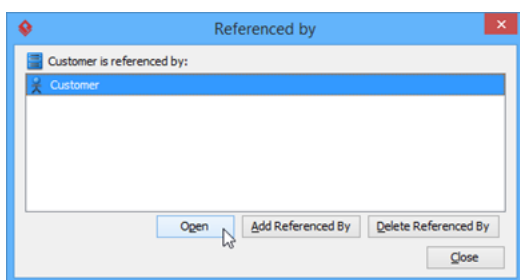 Referenced by
Customer is referenced by:
Customer
Open Add Referenced By Delete Referenced By
Close